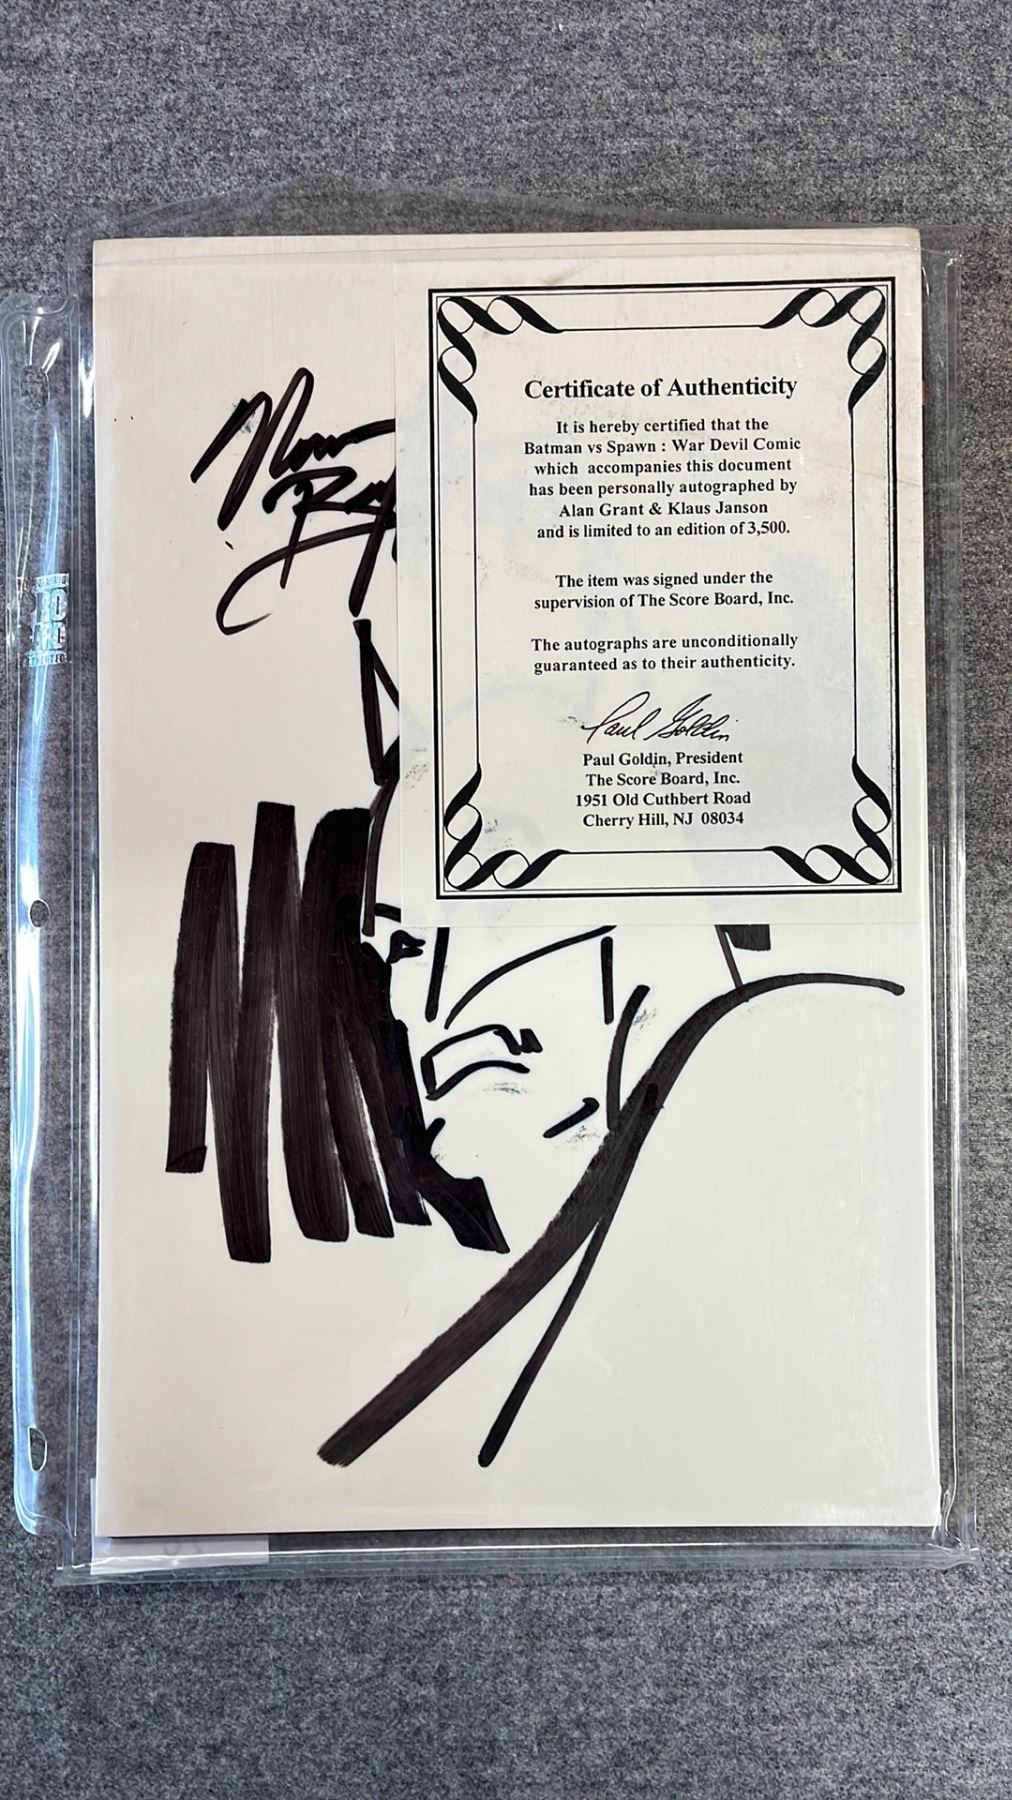 Certificate of Authenticity
It is hereby certified that the
Batman vs Spawn : War Devil Comic
which accompanies this document
has been personally autographed by
Alan Grant & Klaus Janson
and is limited to an edition of 3,500.
The item was signed under the
supervision of The Score Board, Inc.
The autographs are unconditionally
guaranteed as to their authenticity.
Paul Goldin
Paul Goldin, President
The Score Board, Inc.
1951 Old Cuthbert Road
Cherry Hill, NJ 08034